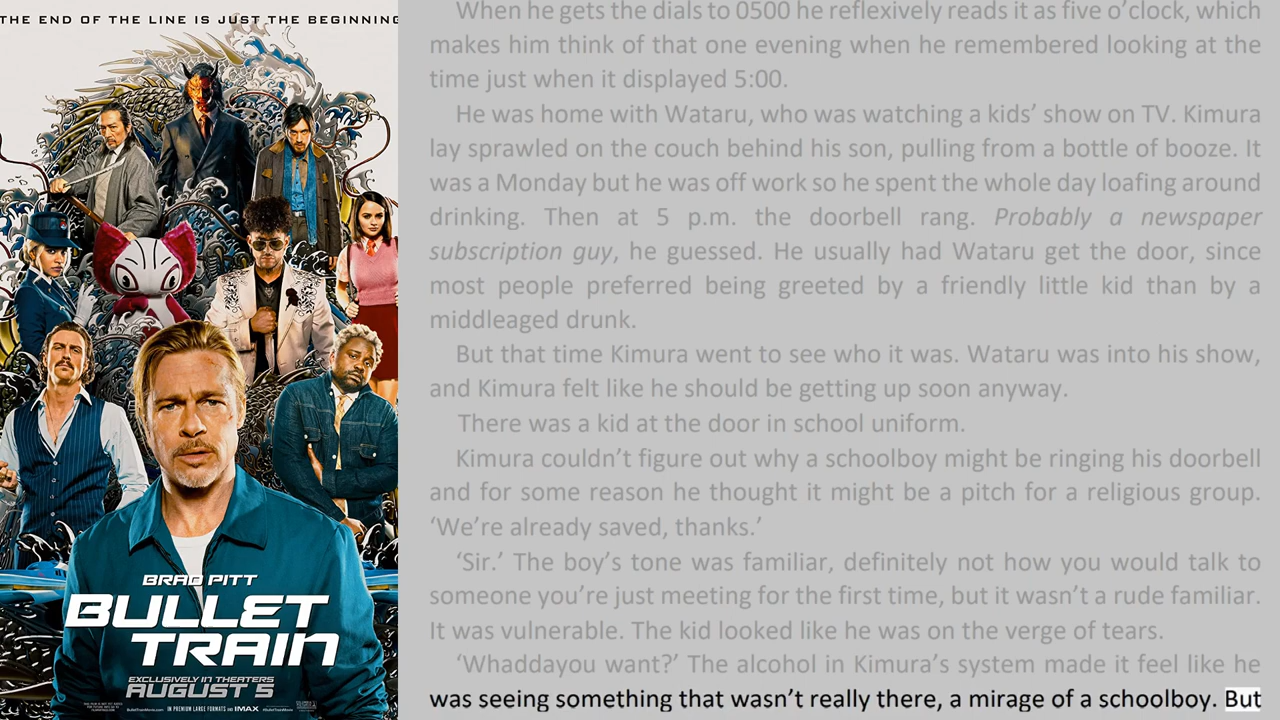 THE END OF THE LINE IS JUST THE BEGINNING
BRAD PITT
BULLET
TRAIN
EXCLUSIVELY IN THEATERS
AUGUST 5
BulletTrainMovie.com
IN PREMIUM LARGE FORMATS AND IMAX
#BulletTrainMovie
When he gets the dials to 0500 he reflexively reads it as five o’clock, which
makes him think of that one evening when he remembered looking at the
time just when it displayed 5:00.
He was home with Wataru, who was watching a kids’ show on TV. Kimura
lay sprawled on the couch behind his son, pulling from a bottle of booze. It
was a Monday but he was off work so he spent the whole day loafing around
drinking. Then at 5 p.m. the doorbell rang. Probably a newspaper
subscription guy, he guessed. He usually had Wataru get the door, since
most people preferred being greeted by a friendly little kid than by a
middleaged drunk.
But that time Kimura went to see who it was. Wataru was into his show,
and Kimura felt like he should be getting up soon anyway.
There was a kid at the door in school uniform.
Kimura couldn’t figure out why a schoolboy might be ringing his doorbell
and for some reason he thought it might be a pitch for a religious group.
‘We’re already saved, thanks.’
‘Sir.’ The boy’s tone was familiar, definitely not how you would talk to
someone you’re just meeting for the first time, but it wasn’t a rude familiar.
It was vulnerable. The kid looked like he was on the verge of tears.
‘Whaddayou want?’ The alcohol in Kimura’s system made it feel like he
was seeing something that wasn’t really there, a mirage of a schoolboy. But